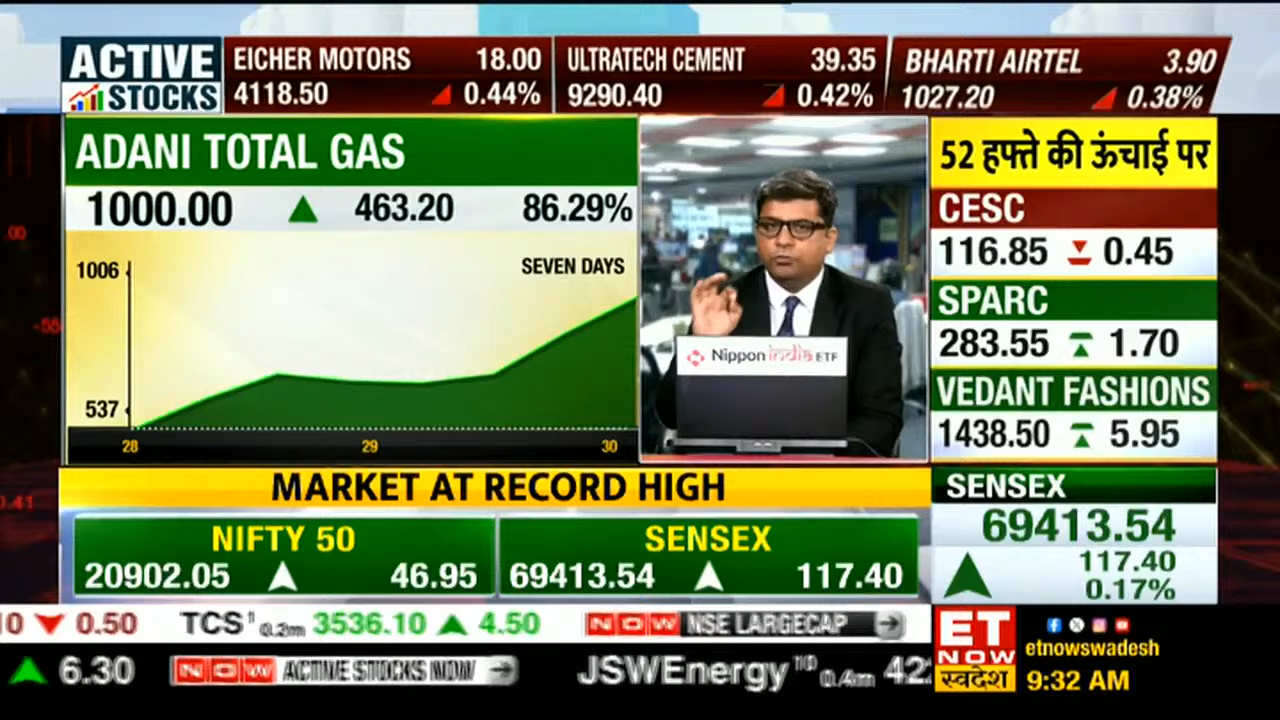 ACTIVE STOCKS
EICHER MOTORS 18.00
4118.50 0.44%
ULTRATECH CEMENT 39.35
9290.40 0.42%
BHARTI AIRTEL 3.90
1027.20 0.38%
ADANI TOTAL GAS
1000.00 463.20 86.29%
SEVEN DAYS
1006
537
28 29 30
Nippon india ETF
52 हफ्ते की ऊंचाई पर
CESC
116.85 0.45
SPARC
283.55 1.70
VEDANT FASHIONS
1438.50 5.95
MARKET AT RECORD HIGH
NIFTY 50
20902.05 46.95
SENSEX
69413.54 117.40
SENSEX
69413.54
117.40
0.17%
0.50 TCS 0.2m 3536.10 4.50 NOW NSE LARGECAP
6.30 NOW ACTIVE STOCKS NOW JSWEnergy 0.4m
ET NOW स्वदेश
etnowswadesh
9:32 AM